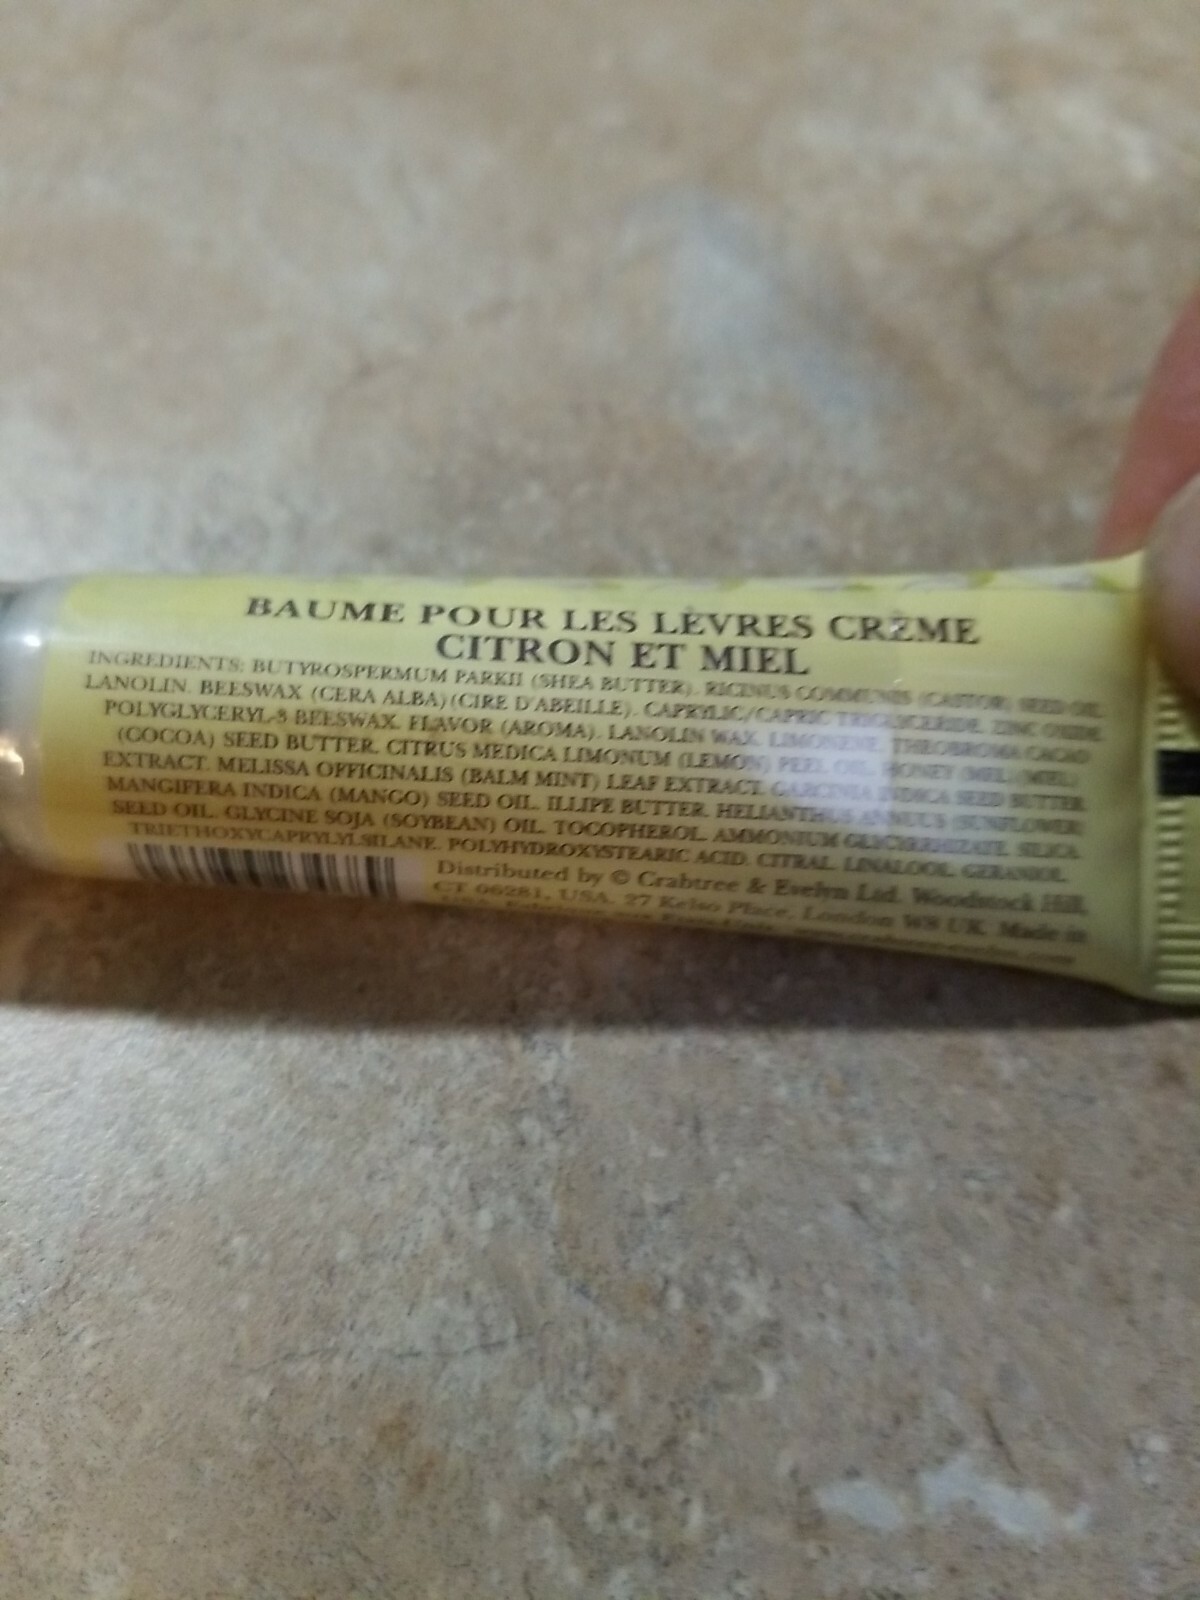 BAUME POUR LES LÈVRES CRÈME
CITRON ET MIEL
INGREDIENTS: BUTYROSPERMUM PARKII (SHEA BUTTER). RICINUS COMMUNIS (CASTOR) SEED OIL.
LANOLIN. BEESWAX (CERA ALBA)(CIRE D'ABEILLE). CAPRYLIC/CAPRIC TRIGLYCERIDE. ZINC OXIDE.
POLYGLYCERYL-3 BEESWAX. FLAVOR (AROMA). LANOLIN WAX. LIMONENE. THEOBROMA CACAO
(COCOA) SEED BUTTER. CITRUS MEDICA LIMONUM (LEMON) PEEL OIL. HONEY (MEL) (MIEL)
EXTRACT. MELISSA OFFICINALIS (BALM MINT) LEAF EXTRACT. GARCINIA INDICA SEED BUTTER.
MANGIFERA INDICA (MANGO) SEED OIL. ILLIPE BUTTER. HELIANTHUS ANNUUS (SUNFLOWER)
SEED OIL. GLYCINE SOJA (SOYBEAN) OIL. TOCOPHEROL. AMMONIUM GLYCYRRHIZATE. SILICA.
TRIETHOXYCAPRYLYLSILANE. POLYHYDROXYSTEARIC ACID. CITRAL. LINALOOL. GERANIOL.
Distributed by © Crabtree & Evelyn Ltd. Woodstock Hill,
CT 06281, USA. 27 Kelso Place, London W8 UK. Made in